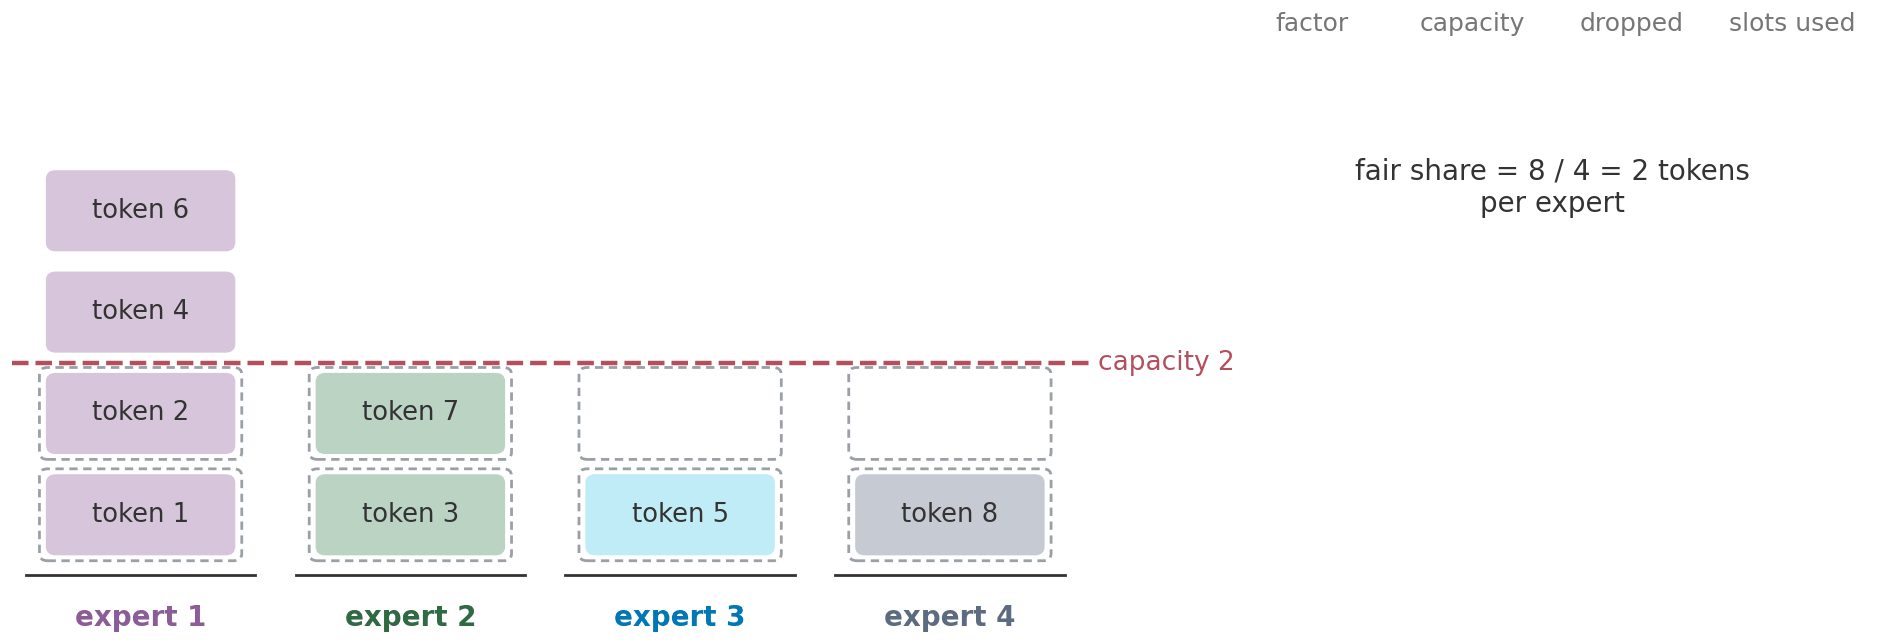 factor capacity dropped slots used
fair share = 8 / 4 = 2 tokens
per expert
token 6
token 4
capacity 2
token 2 token 7
token 1 token 3 token 5 token 8
expert 1 expert 2 expert 3 expert 4